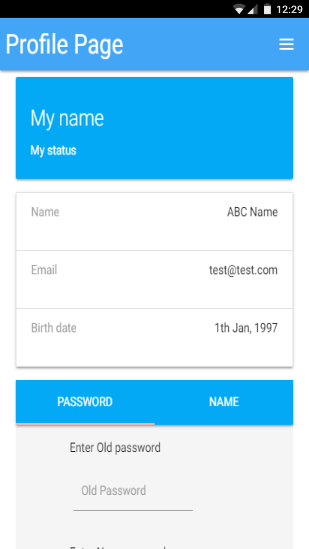 12:29
Profile Page
My name
My status
Name ABC Name
Email test@test.com
Birth date 1th Jan, 1997
PASSWORD NAME
Enter Old password
Old Password